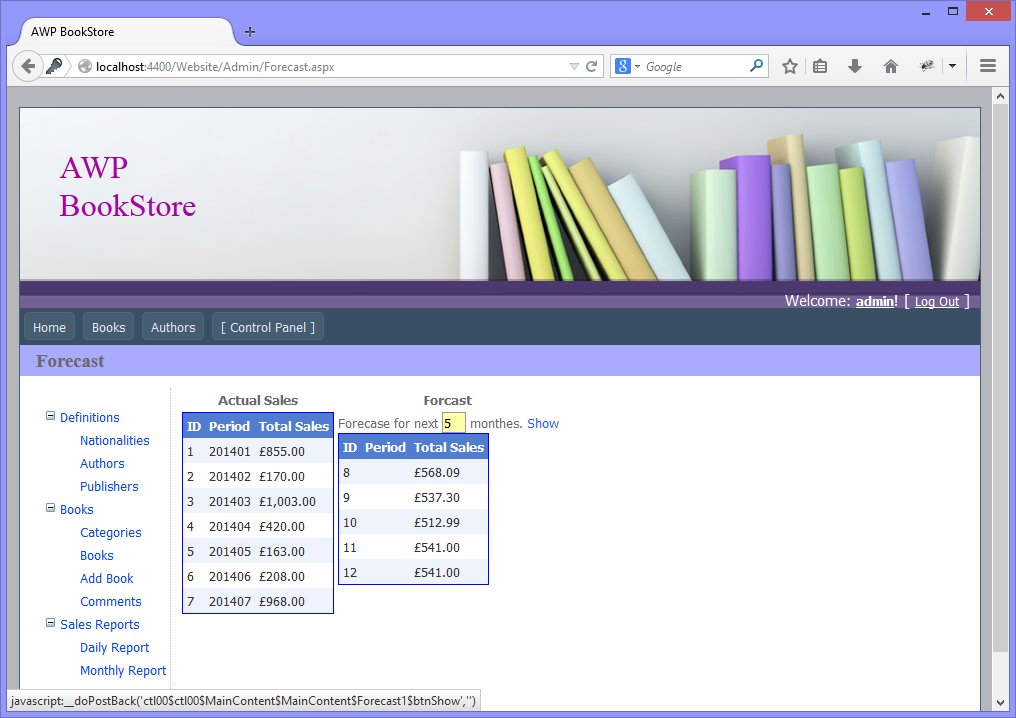 AWP BookStore
localhost:4400/Website/Admin/Forecast.aspx
Google
AWP
BookStore
Welcome: admin! [ Log Out ]
Home Books Authors [ Control Panel ]
Forecast
Definitions
Nationalities
Authors
Publishers
Books
Categories
Books
Add Book
Comments
Sales Reports
Daily Report
Monthly Report
Actual Sales
ID Period Total Sales
1 201401 £855.00
2 201402 £170.00
3 201403 £1,003.00
4 201404 £420.00
5 201405 £163.00
6 201406 £208.00
7 201407 £968.00
Forcast
Forecase for next 5 monthes. Show
ID Period Total Sales
8 £568.09
9 £537.30
10 £512.99
11 £541.00
12 £541.00
javascript:__doPostBack('ctl00$ctl00$MainContent$MainContent$Forecast1$btnShow','')